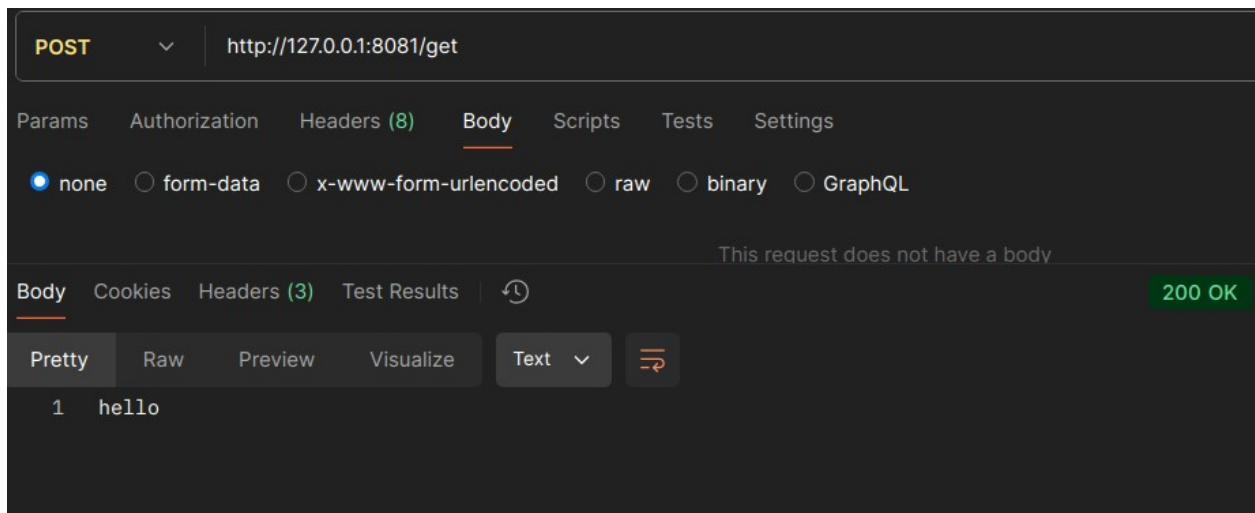 POST http://127.0.0.1:8081/get
Params Authorization Headers (8) Body Scripts Tests Settings
none form-data x-www-form-urlencoded raw binary GraphQL
This request does not have a body
Body Cookies Headers (3) Test Results 200 OK
Pretty Raw Preview Visualize Text
1 hello